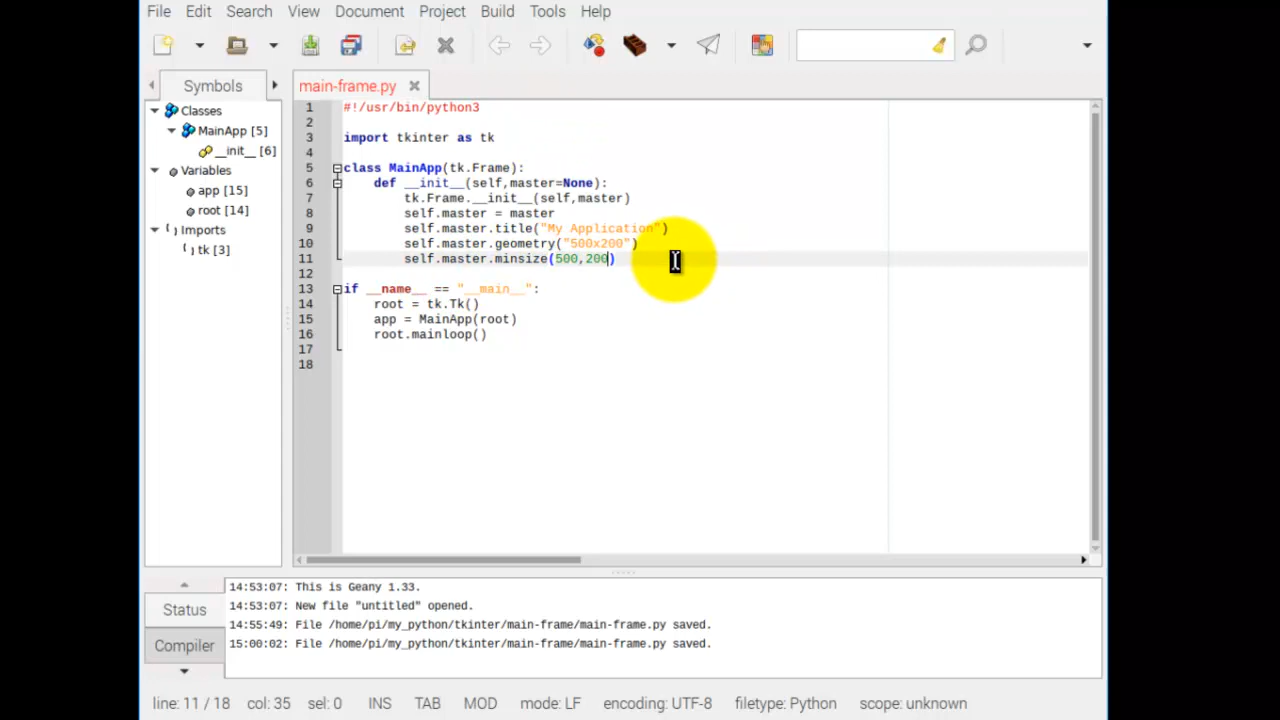 File Edit Search View Document Project Build Tools Help
Symbols
main-frame.py
Classes
MainApp [5]
__init__ [6]
Variables
app [15]
root [14]
Imports
tk [3]
1 #!/usr/bin/python3
2
3 import tkinter as tk
4
5 class MainApp(tk.Frame):
6 def __init__(self,master=None):
7 tk.Frame.__init__(self,master)
8 self.master = master
9 self.master.title("My Application")
10 self.master.geometry("500x200")
11 self.master.minsize(500,200)
12
13 if __name__ == "__main__":
14 root = tk.Tk()
15 app = MainApp(root)
16 root.mainloop()
17
18
Status
Compiler
14:53:07: This is Geany 1.33.
14:53:07: New file "untitled" opened.
14:55:49: File /home/pi/my_python/tkinter/main-frame/main-frame.py saved.
15:00:02: File /home/pi/my_python/tkinter/main-frame/main-frame.py saved.
line: 11 / 18 col: 35 sel: 0 INS TAB MOD mode: LF encoding: UTF-8 filetype: Python scope: unknown